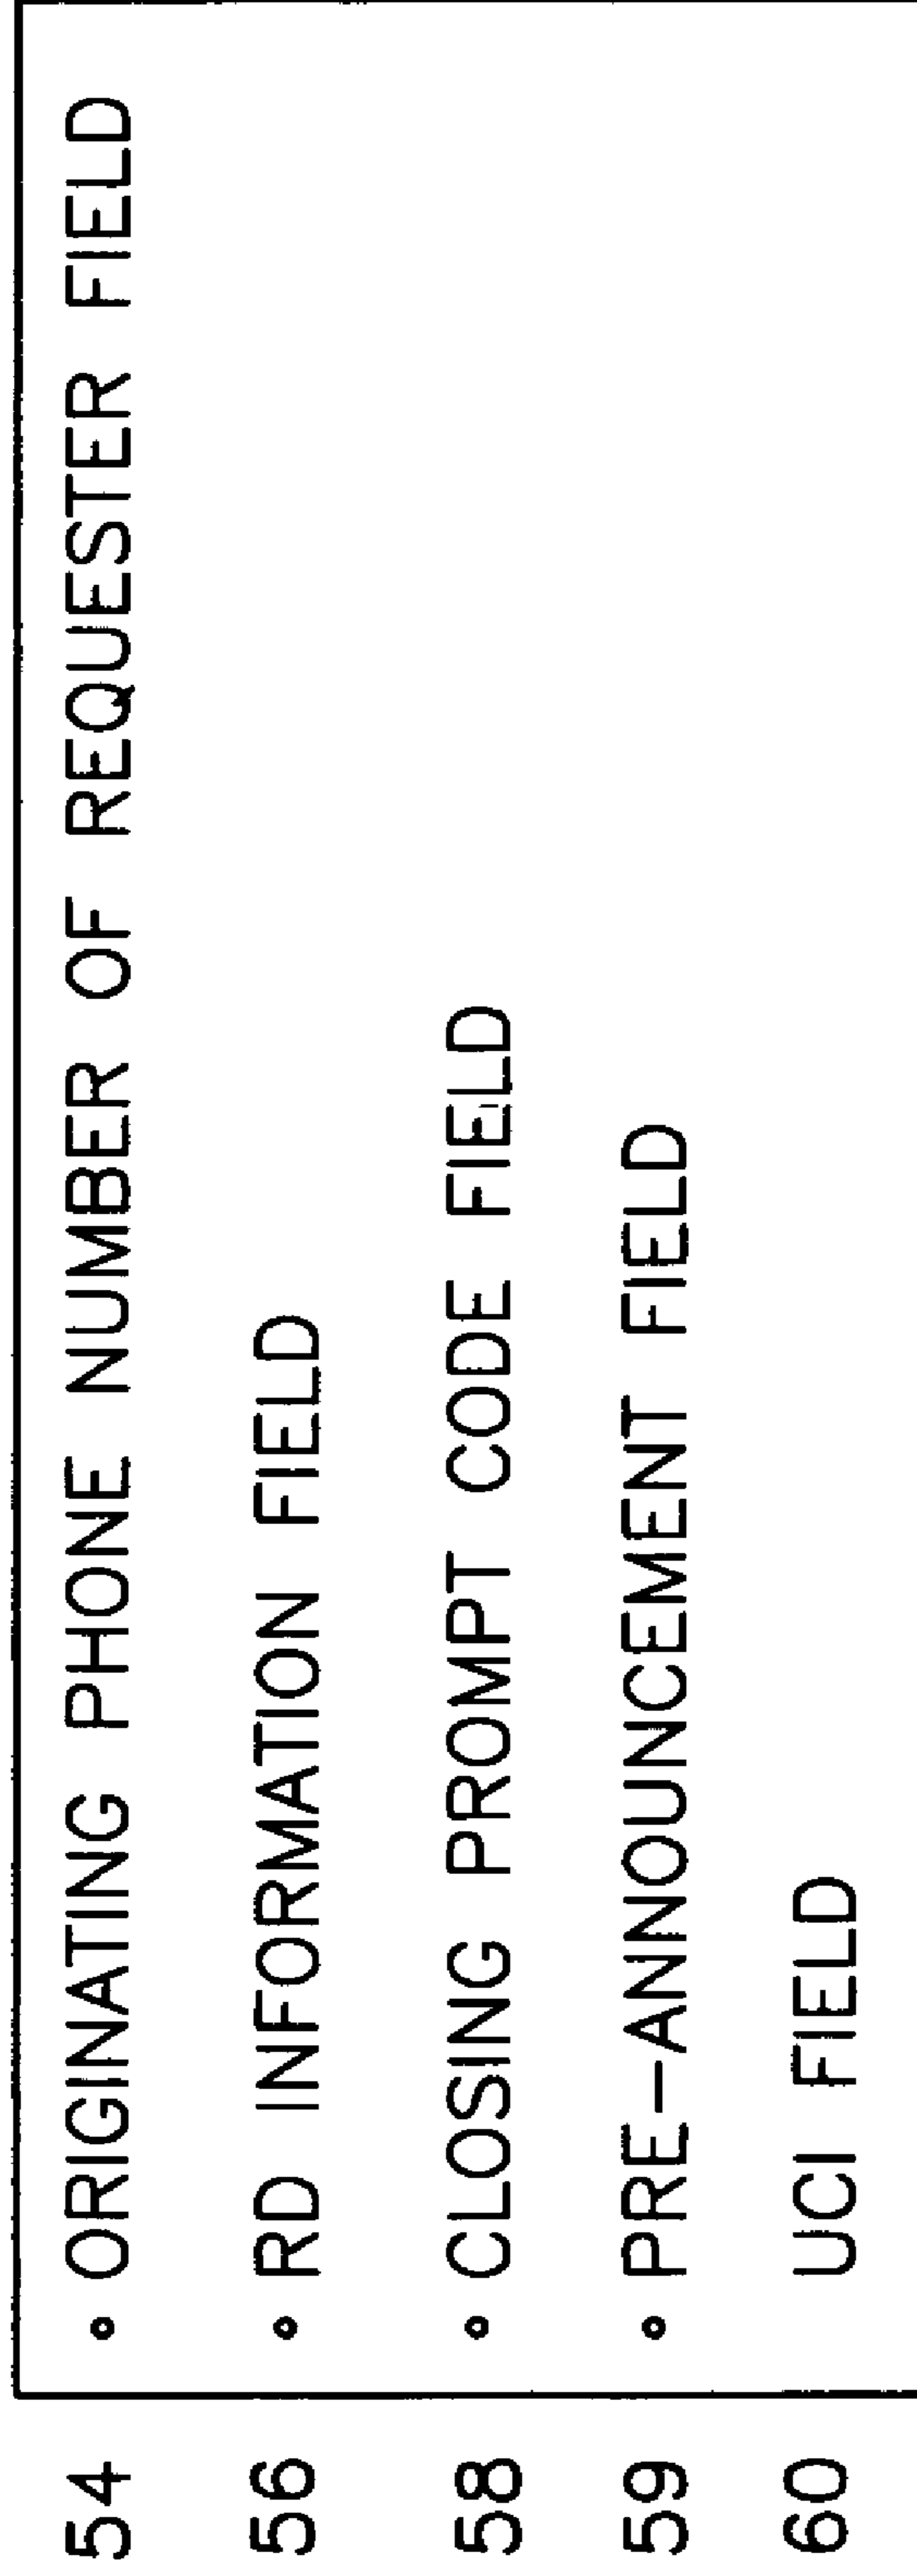 54 • ORIGINATING PHONE NUMBER OF REQUESTER FIELD
56 • RD INFORMATION FIELD
58 • CLOSING PROMPT CODE FIELD
59 • PRE-ANNOUNCEMENT FIELD
60 UCI FIELD